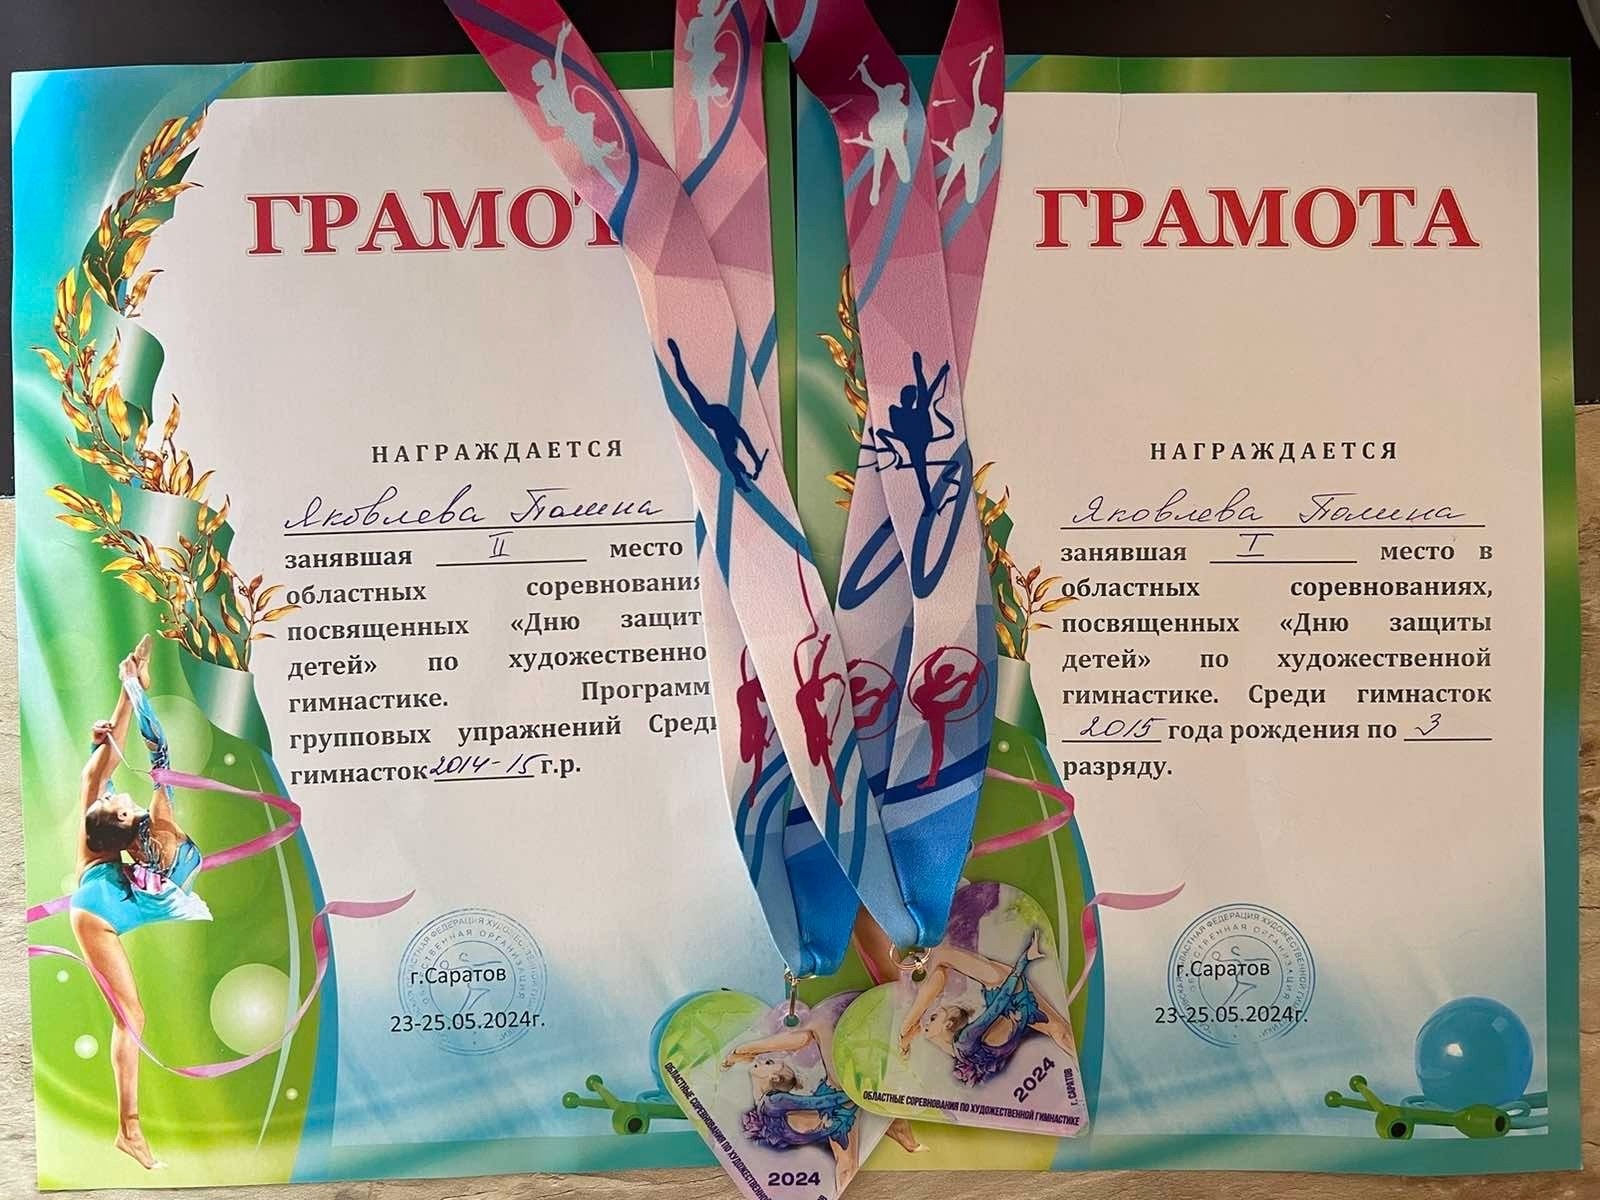 ГРАМОТ
НАГРАЖДАЕТСЯ
Яковлева Полина
занявшая II место
областных соревнования
посвященных «Дню защит
детей» по художественно
гимнастике. Программ
групповых упражнений Среди
гимнасток 2014-15 г.р.
г.Саратов
23-25.05.2024г.
ГРАМОТА
НАГРАЖДАЕТСЯ
Яковлева Полина
занявшая I место в
областных соревнованиях,
посвященных «Дню защиты
детей» по художественной
гимнастике. Среди гимнасток
2015 года рождения по 3
разряду.
г.Саратов
23-25.05.2024г.
ОБЛАСТНЫЕ СОРЕВНОВАНИЯ ПО ХУДОЖЕСТВЕННОЙ
2024
ОБЛАСТНЫЕ СОРЕВНОВАНИЯ ПО ХУДОЖЕСТВЕННОЙ ГИМНАСТИКЕ
2024
Г. САРАТОВ